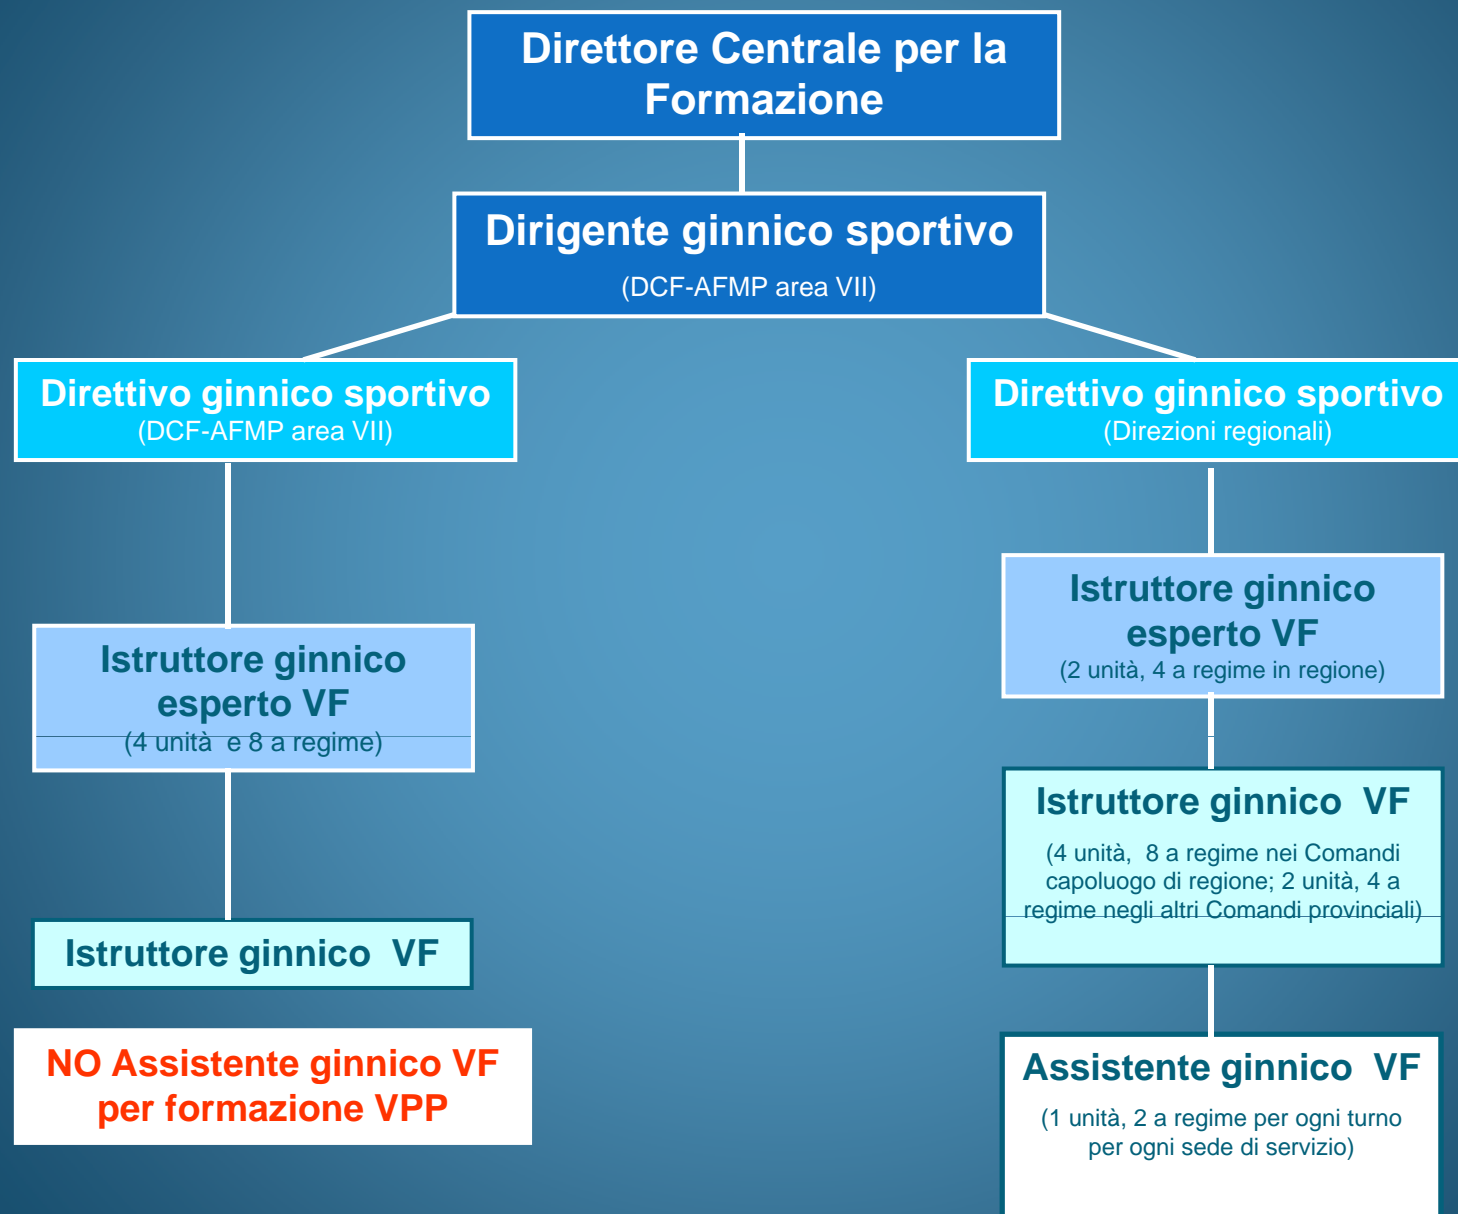 Direttore Centrale per la
Formazione
Dirigente ginnico sportivo
(DCF-AFMP area VII)
Direttivo ginnico sportivo
(DCF-AFMP area VII)
Istruttore ginnico
esperto VF
(4 unità e 8 a regime)
Istruttore ginnico VF
NO Assistente ginnico VF
per formazione VPP
Direttivo ginnico sportivo
(Direzioni regionali)
Istruttore ginnico
esperto VF
(2 unità, 4 a regime in regione)
Istruttore ginnico VF
(4 unità, 8 a regime nei Comandi
capoluogo di regione; 2 unità, 4 a
regime negli altri Comandi provinciali)
Assistente ginnico VF
(1 unità, 2 a regime per ogni turno
per ogni sede di servizio)